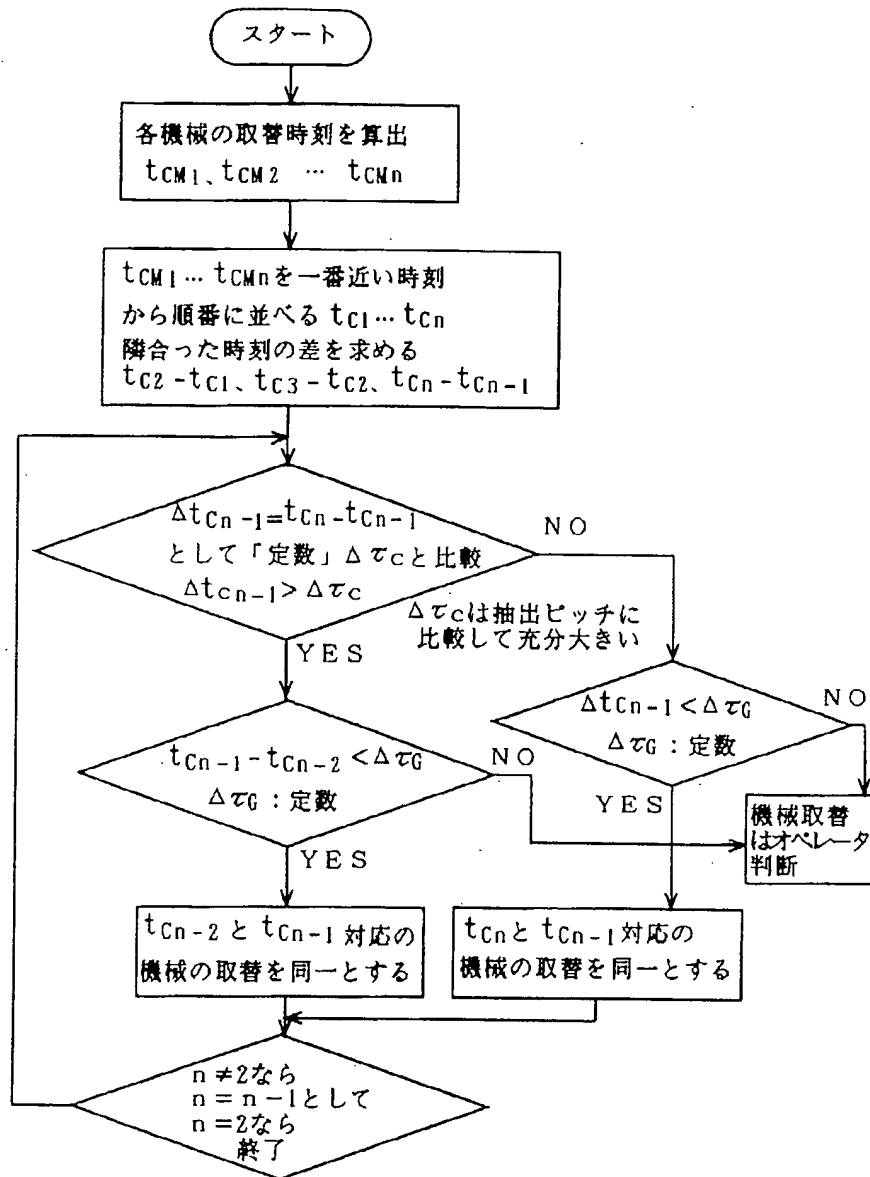 スタート
各機械の取替時刻を算出
tCM1、tCM2 … tCMn
tCM1… tCMnを一番近い時刻
から順番に並べる tC1…tCn
隣合った時刻の差を求める
tC2-tC1、tC3-tC2、tCn-tCn-1
ΔtCn-1=tCn-tCn-1
として「定数」Δτcと比較
Δtcn-1>Δτc
NO
YES
Δτcは抽出ピッチに
比較して充分大きい
ΔtCn-1<ΔτG
ΔτG:定数
NO
YES
tCn-1-tCn-2<ΔτG
ΔτG:定数
NO
YES
機械取替
はオペレータ
判断
tCn-2とtCn-1対応の
機械の取替を同一とする
tCnとtCn-1対応の
機械の取替を同一とする
n≠2なら
n=n-1として
n=2なら
終了